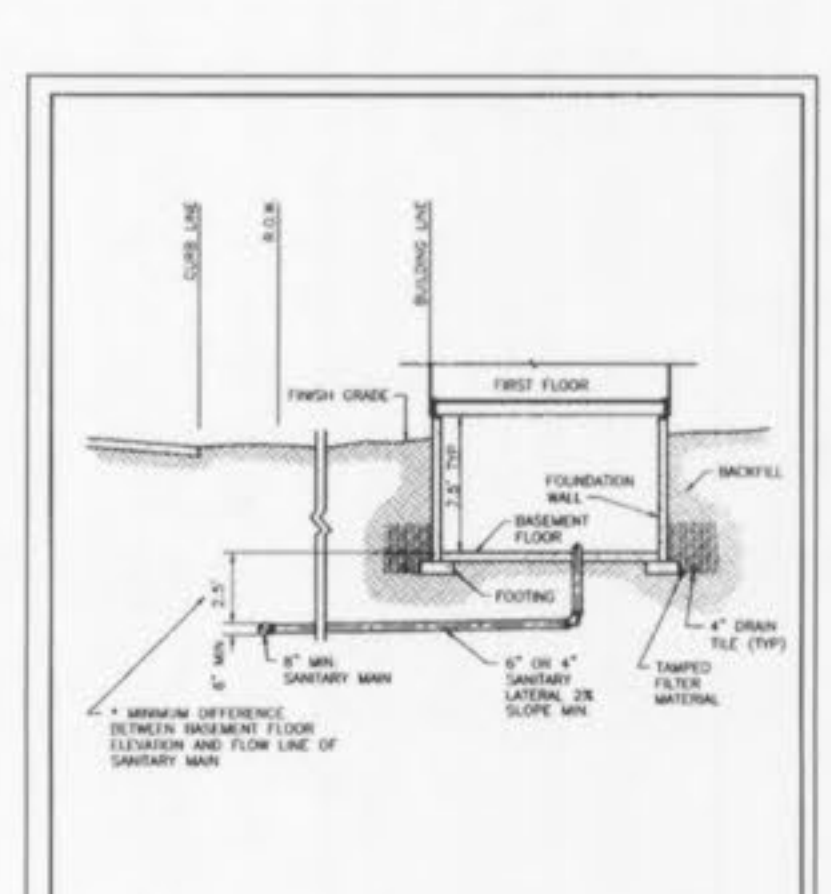 CURB LINE
R.O.W.
BUILDING LINE
FIRST FLOOR
FINISH GRADE
7.5' TYP
FOUNDATION
WALL
BACKFILL
BASEMENT
FLOOR
2.5'
FOOTING
4" DRAIN
TILE (TYP)
8" MIN.
SANITARY MAIN
6" OR 4"
SANITARY
LATERAL 2%
SLOPE MIN.
TAMPED
FILTER
MATERIAL
MIN
* MINIMUM DIFFERENCE
BETWEEN BASEMENT FLOOR
ELEVATION AND FLOW LINE OF
SANITARY MAIN